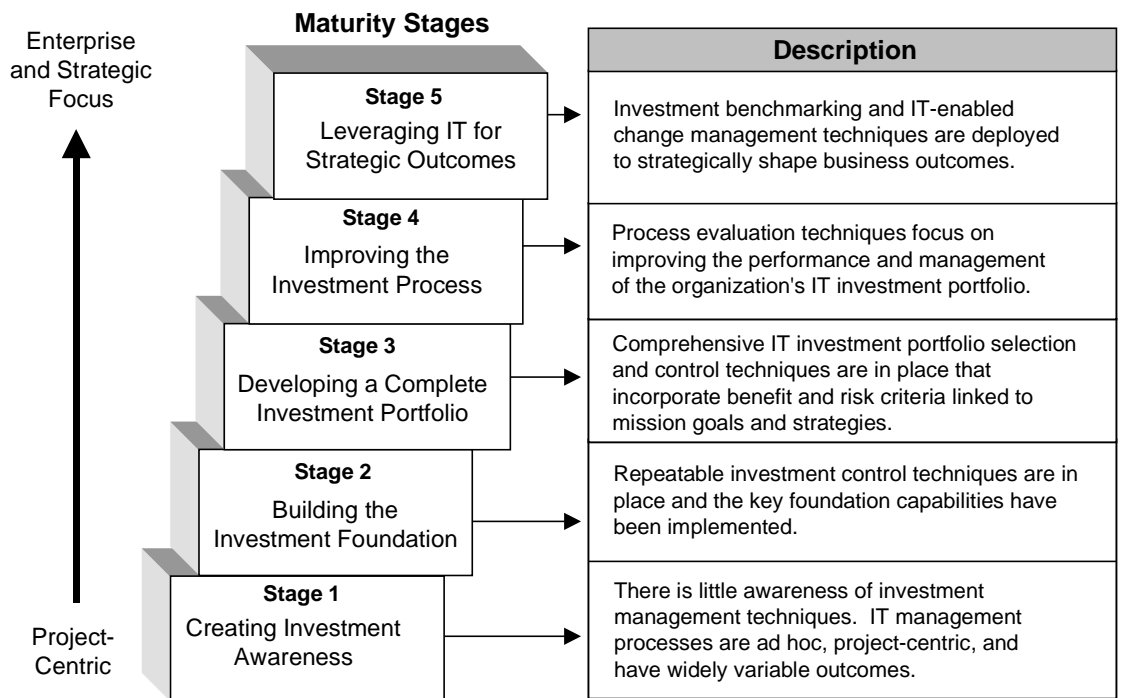 Maturity Stages
Enterprise
and Strategic
Focus
Project-
Centric
Description
Stage 5
Leveraging IT for
Strategic Outcomes
Investment benchmarking and IT-enabled
change management techniques are deployed
to strategically shape business outcomes.
Stage 4
Improving the
Investment Process
Process evaluation techniques focus on
improving the performance and management
of the organization's IT investment portfolio.
Stage 3
Developing a Complete
Investment Portfolio
Comprehensive IT investment portfolio selection
and control techniques are in place that
incorporate benefit and risk criteria linked to
mission goals and strategies.
Stage 2
Building the
Investment Foundation
Repeatable investment control techniques are in
place and the key foundation capabilities have
been implemented.
Stage 1
Creating Investment
Awareness
There is little awareness of investment
management techniques.  IT management
processes are ad hoc, project-centric, and
have widely variable outcomes.